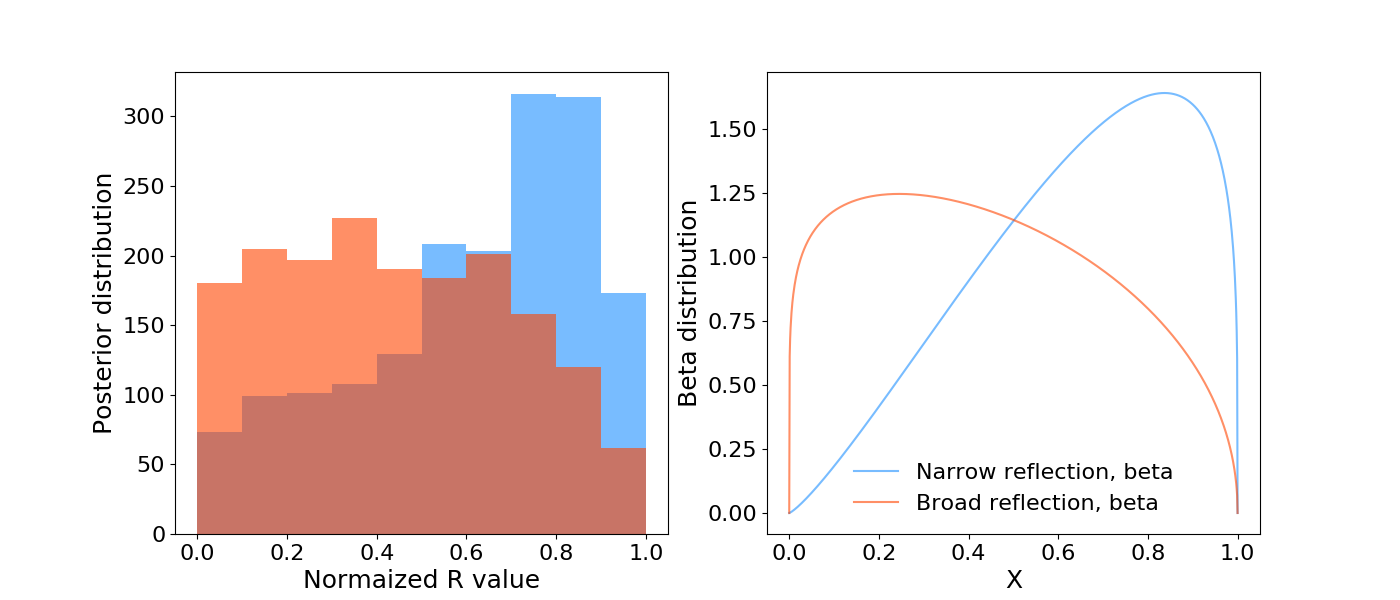 Posterior distribution
300
250
200
150
100
50
0
0.0 0.2 0.4 0.6 0.8 1.0
Normaized R value
Beta distribution
1.50
1.25
1.00
0.75
0.50
0.25
0.00
Narrow reflection, beta
Broad reflection, beta
0.0 0.2 0.4 0.6 0.8 1.0
X